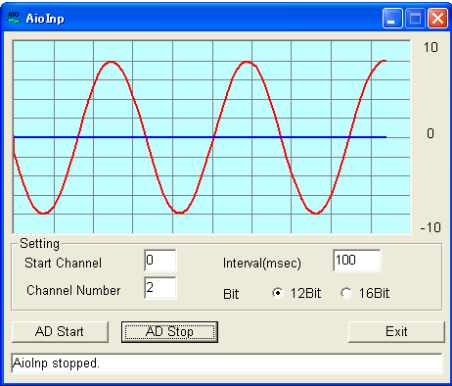 AIO AioInp
10
0
-10
Setting
Start Channel 0 Interval(msec) 100
Channel Number 2 Bit 12Bit 16Bit
AD Start AD Stop Exit
AioInp stopped.